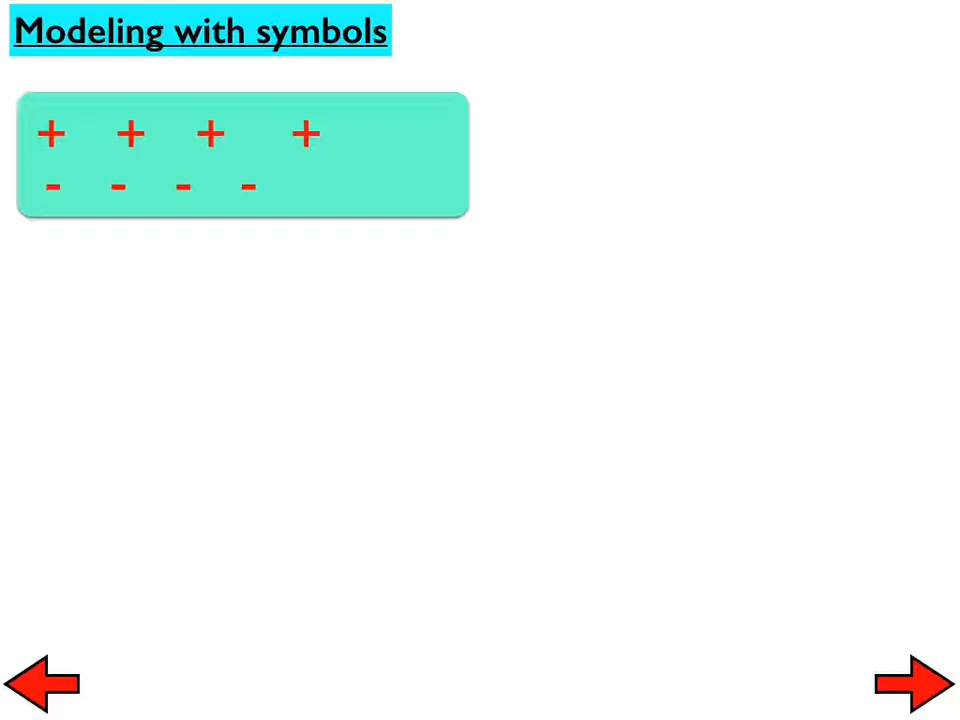 Modeling with symbols
+ + + +
- - - -